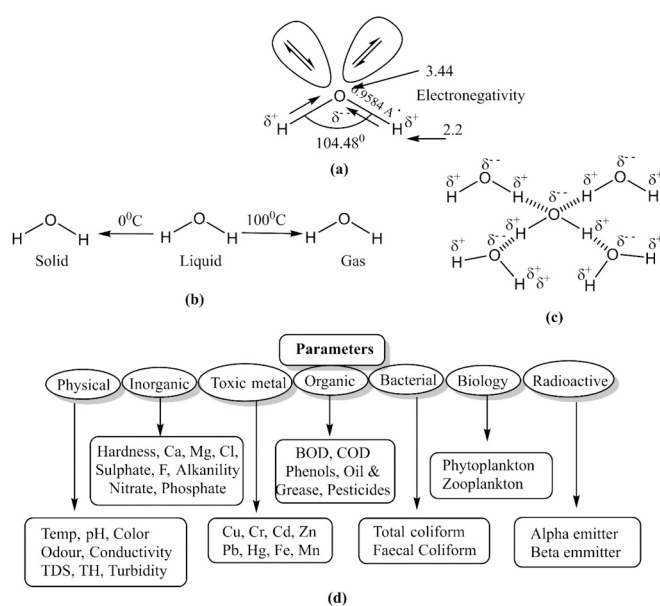 3.44
O
0.9584 A˙
Electronegativity
δ⁺ δ⁻⁻ δ⁺
H H
2.2
104.48⁰
(a)
δ⁻⁻ δ⁻⁻
δ⁺ O δ⁺ δ⁻⁻ δ⁺ O δ⁺
H H H H
O
δ⁺ H H δ⁺
δ⁺ δ⁻⁻ δ⁻⁻ δ⁺
H O O H
H δ⁺ δ⁺ H
δ⁺
(c)
O 0⁰C O 100⁰C O
H H H H H H
Solid Liquid Gas
(b)
Parameters
Physical Inorganic Toxic metal Organic Bacterial Biology Radioactive
Hardness, Ca, Mg, Cl,
Sulphate, F, Alkanility
Nitrate, Phosphate
BOD, COD
Phenols, Oil &
Grease, Pesticides
Phytoplankton
Zooplankton
Temp, pH, Color
Odour, Conductivity
TDS, TH, Turbidity
Cu, Cr, Cd, Zn
Pb, Hg, Fe, Mn
Total coliform
Faecal Coliform
Alpha emitter
Beta emmitter
(d)